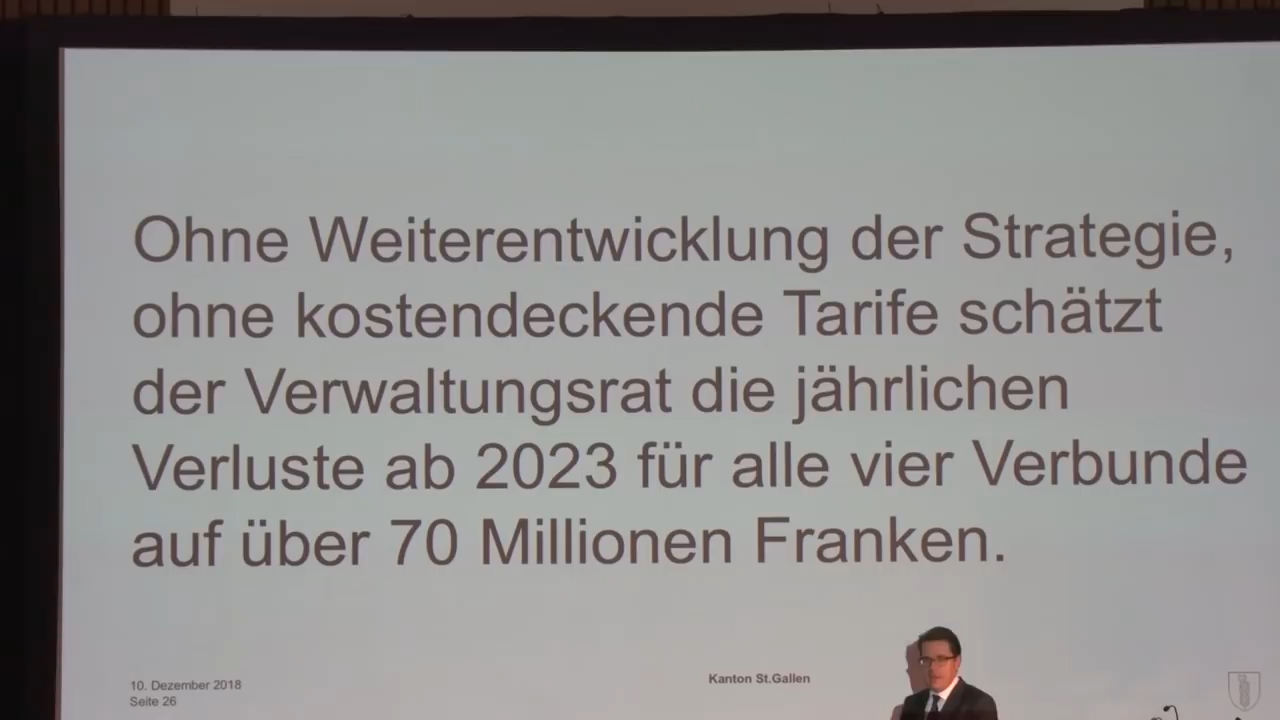 Ohne Weiterentwicklung der Strategie,
ohne kostendeckende Tarife schätzt
der Verwaltungsrat die jährlichen
Verluste ab 2023 für alle vier Verbunde
auf über 70 Millionen Franken.
10. Dezember 2018
Seite 26
Kanton St.Gallen